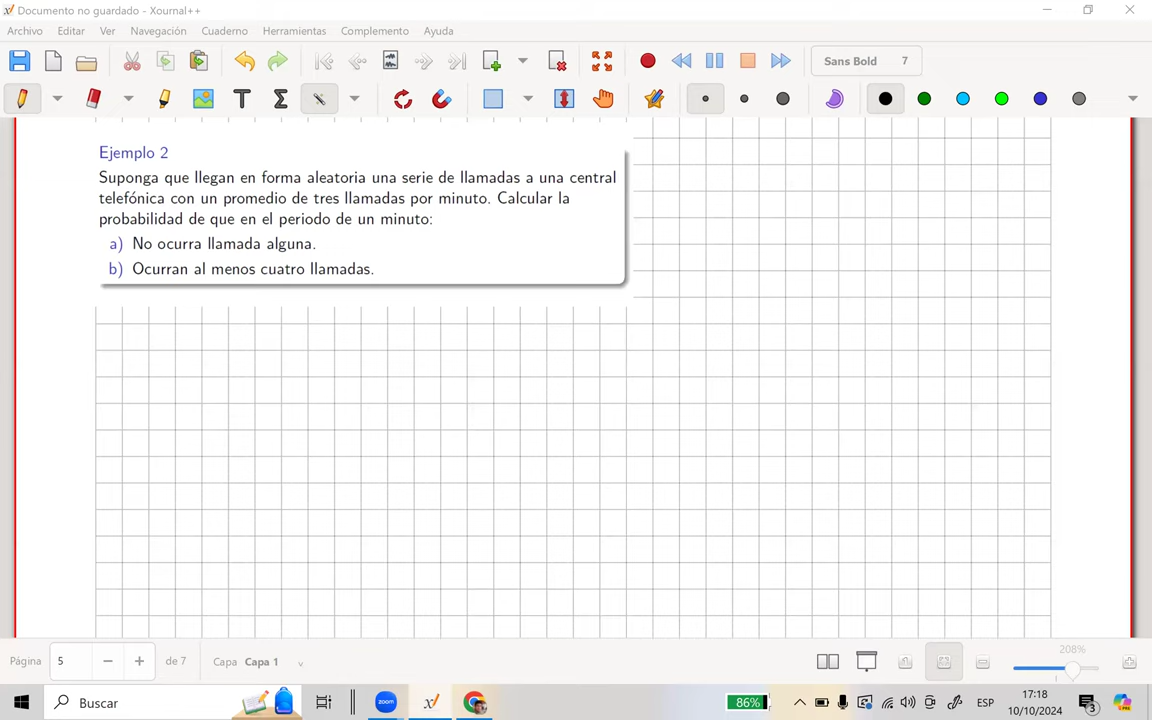 Documento no guardado - Xournal++
Archivo Editar Ver Navegación Cuaderno Herramientas Complemento Ayuda
Sans Bold 7
Ejemplo 2
Suponga que llegan en forma aleatoria una serie de llamadas a una central
telefónica con un promedio de tres llamadas por minuto. Calcular la
probabilidad de que en el periodo de un minuto:
a) No ocurra llamada alguna.
b) Ocurran al menos cuatro llamadas.
208%
Página 5 de 7 Capa Capa 1
Buscar zoom 86% ESP 17:18
10/10/2024 3